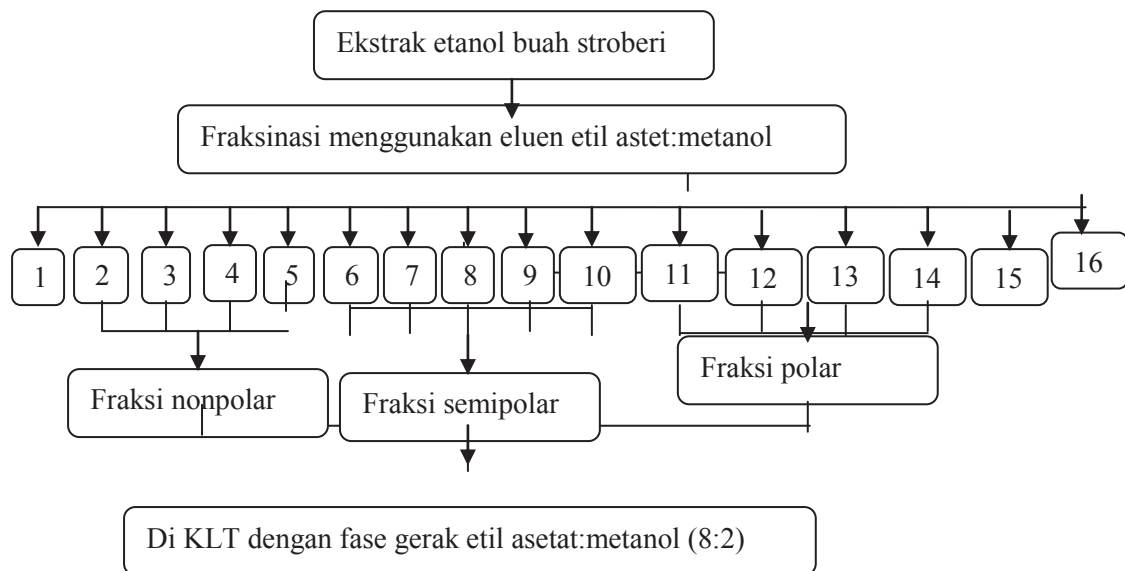 Ekstrak etanol buah stroberi
Fraksinasi menggunakan eluen etil astet:metanol
1 2 3 4 5 6 7 8 9 10 11 12 13 14 15 16
Fraksi nonpolar
Fraksi semipolar
Fraksi polar
Di KLT dengan fase gerak etil asetat:metanol (8:2)